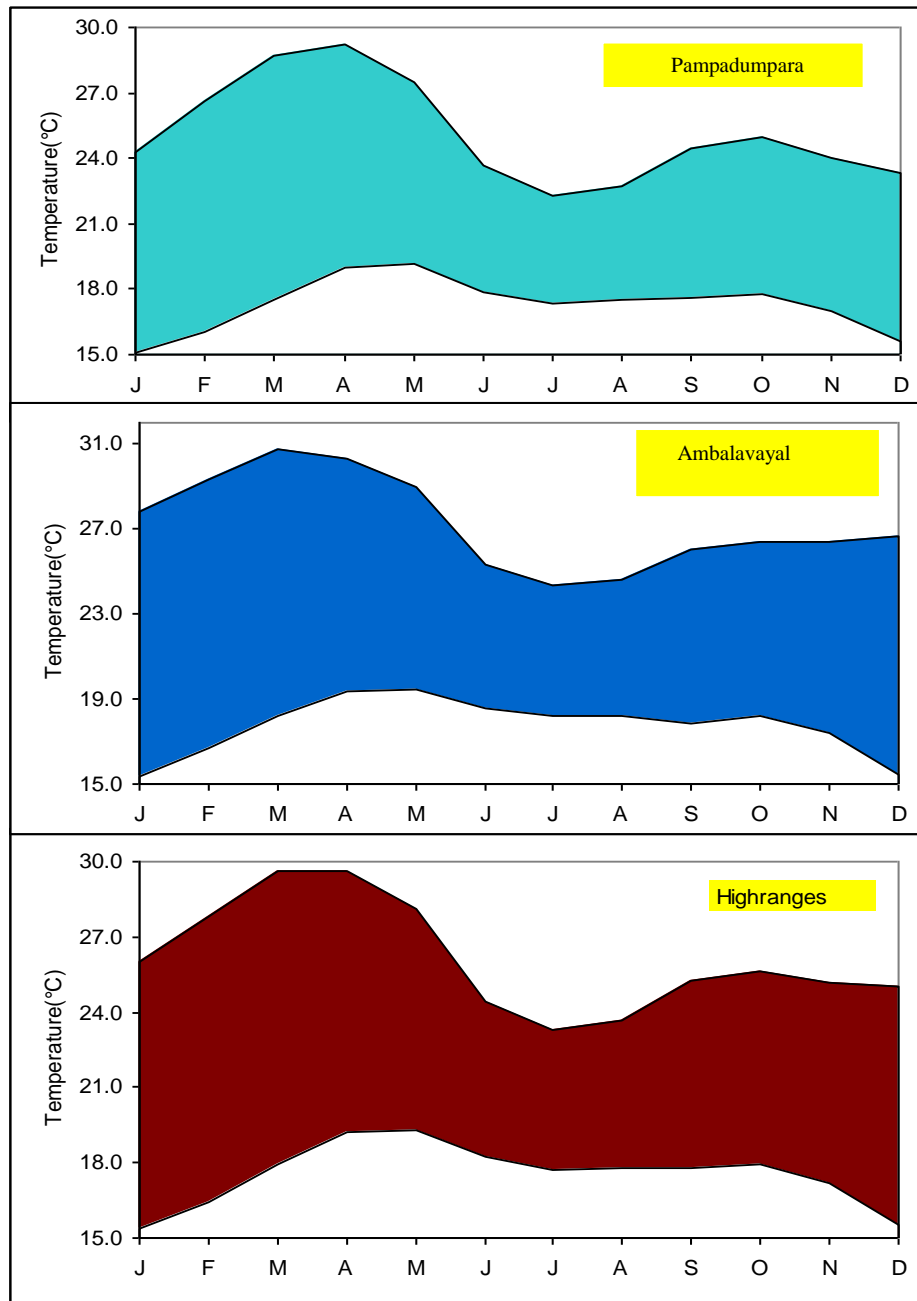 30.0
27.0
24.0
21.0
18.0
15.0
Temperature(°C)
Pampadumpara
J F M A M J J A S O N D
31.0
27.0
23.0
19.0
15.0
Temperature(°C)
Ambalavayal
J F M A M J J A S O N D
30.0
27.0
24.0
21.0
18.0
15.0
Temperature(°C)
Highranges
J F M A M J J A S O N D